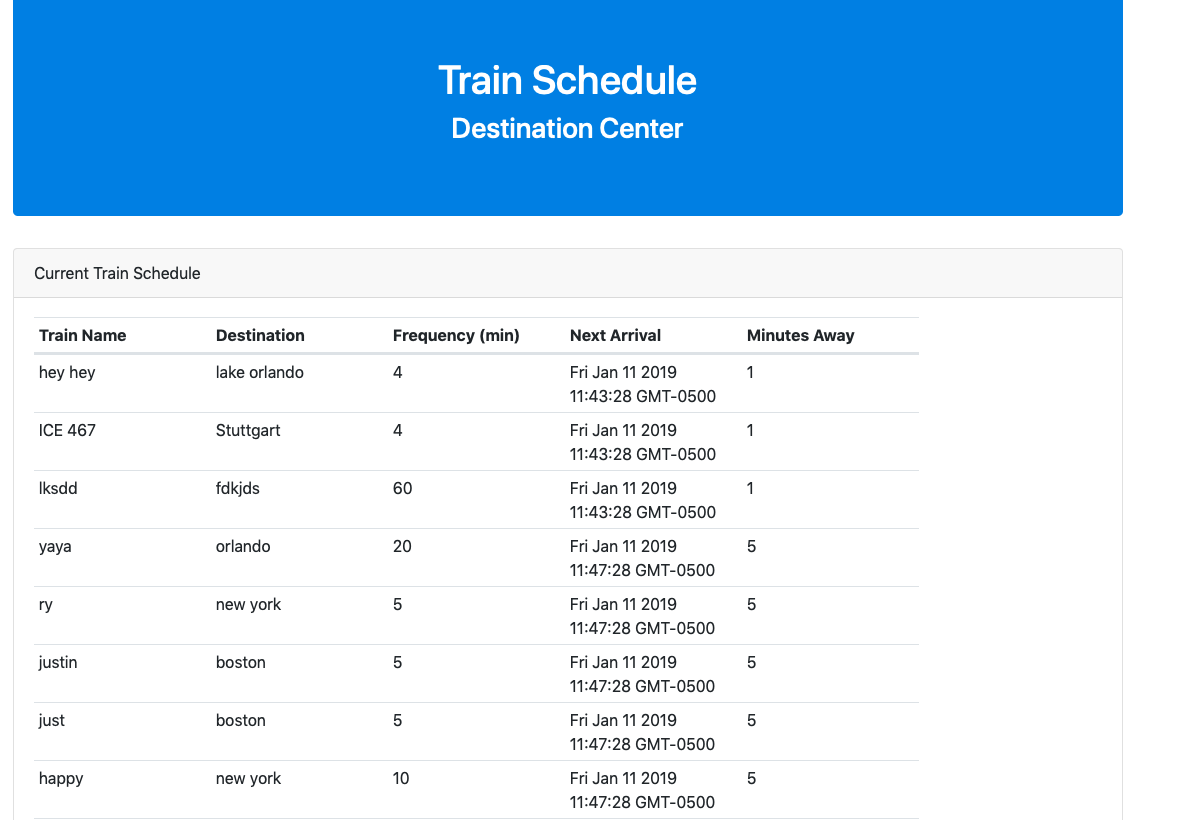 Train Schedule
Destination Center
Current Train Schedule
Train Name Destination Frequency (min) Next Arrival Minutes Away
hey hey lake orlando 4 Fri Jan 11 2019 1
11:43:28 GMT-0500
ICE 467 Stuttgart 4 Fri Jan 11 2019 1
11:43:28 GMT-0500
lksdd fdkjds 60 Fri Jan 11 2019 1
11:43:28 GMT-0500
yaya orlando 20 Fri Jan 11 2019 5
11:47:28 GMT-0500
ry new york 5 Fri Jan 11 2019 5
11:47:28 GMT-0500
justin boston 5 Fri Jan 11 2019 5
11:47:28 GMT-0500
just boston 5 Fri Jan 11 2019 5
11:47:28 GMT-0500
happy new york 10 Fri Jan 11 2019 5
11:47:28 GMT-0500